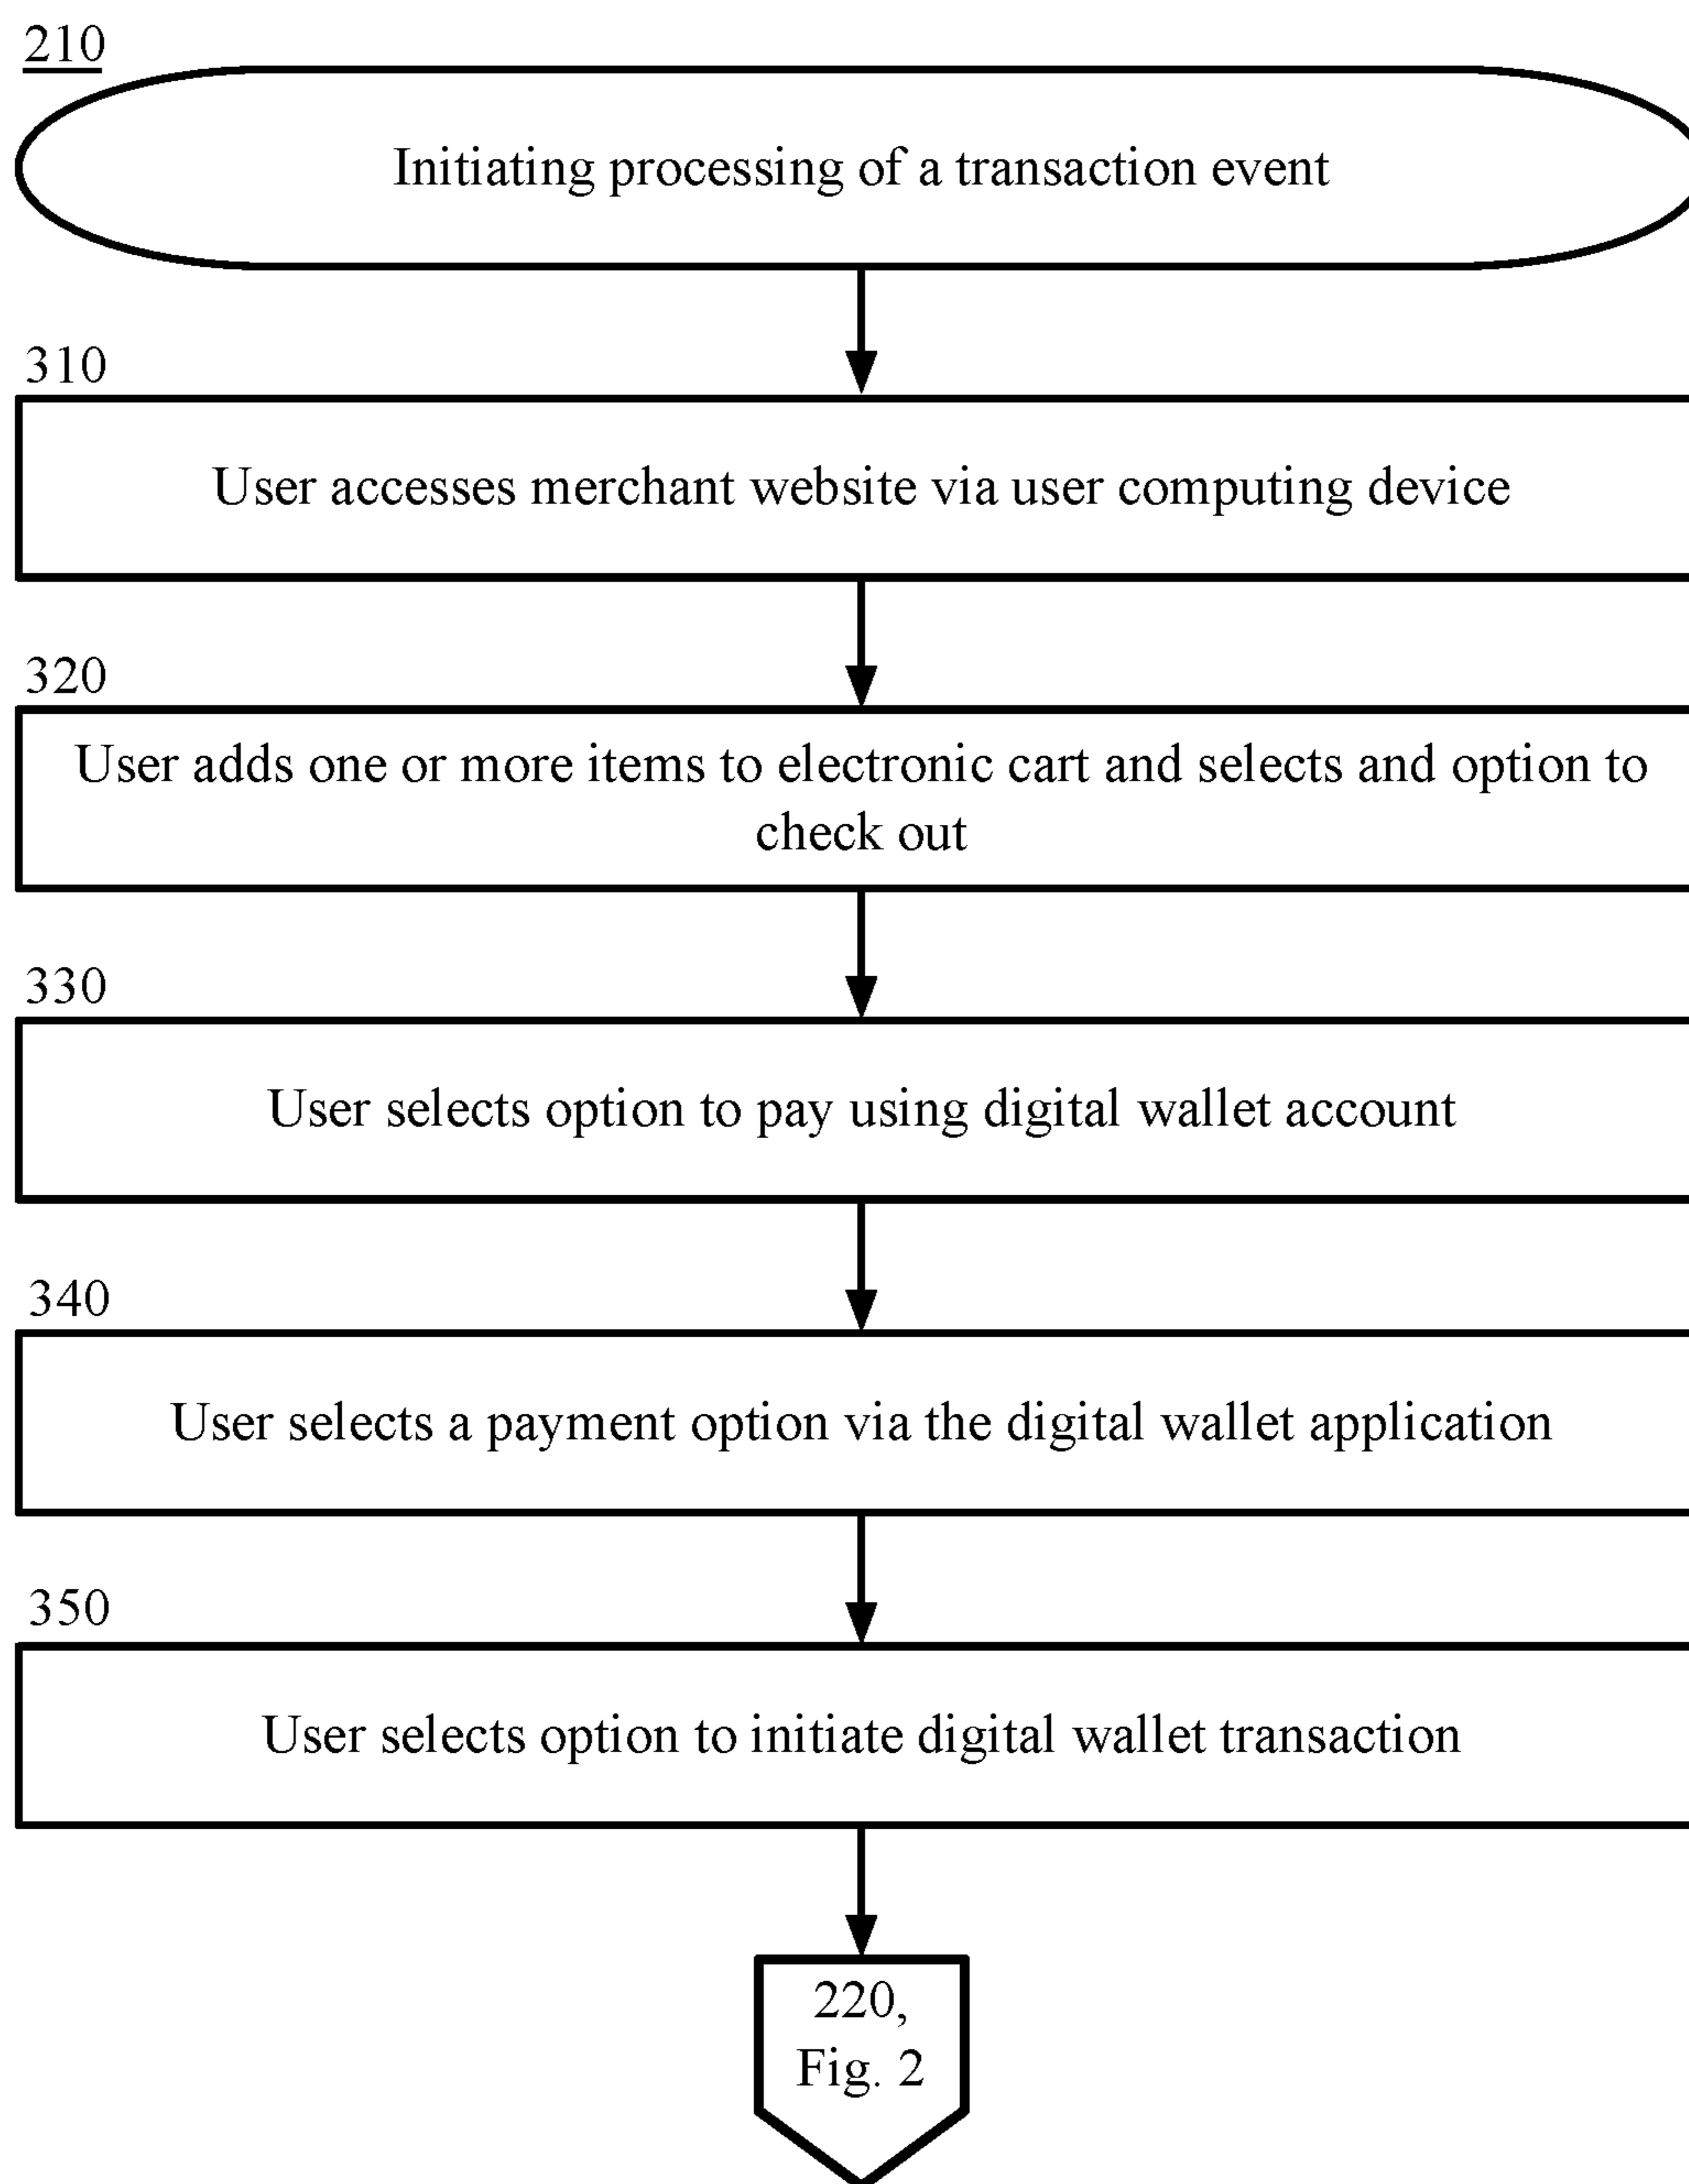 210
Initiating processing of a transaction event
310
User accesses merchant website via user computing device
320
User adds one or more items to electronic cart and selects and option to
check out
330
User selects option to pay using digital wallet account
340
User selects a payment option via the digital wallet application
350
User selects option to initiate digital wallet transaction
220,
Fig. 2